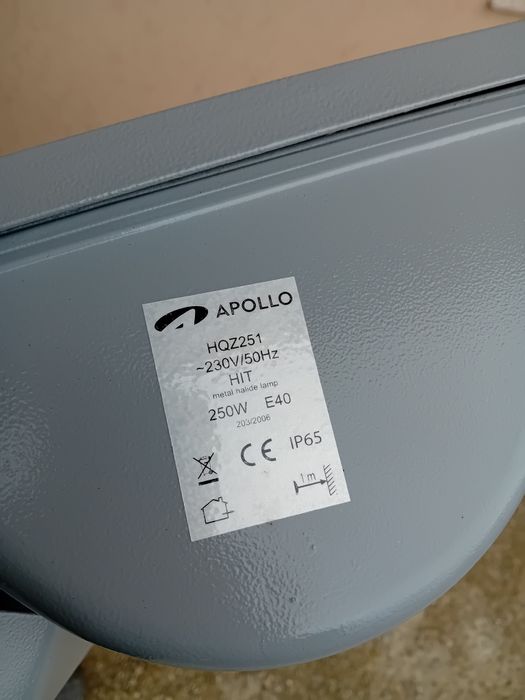 APOLLO
HQZ251
~230V/50Hz
HIT
metal halide lamp
250W E40
203/2006
CE IP65
1m